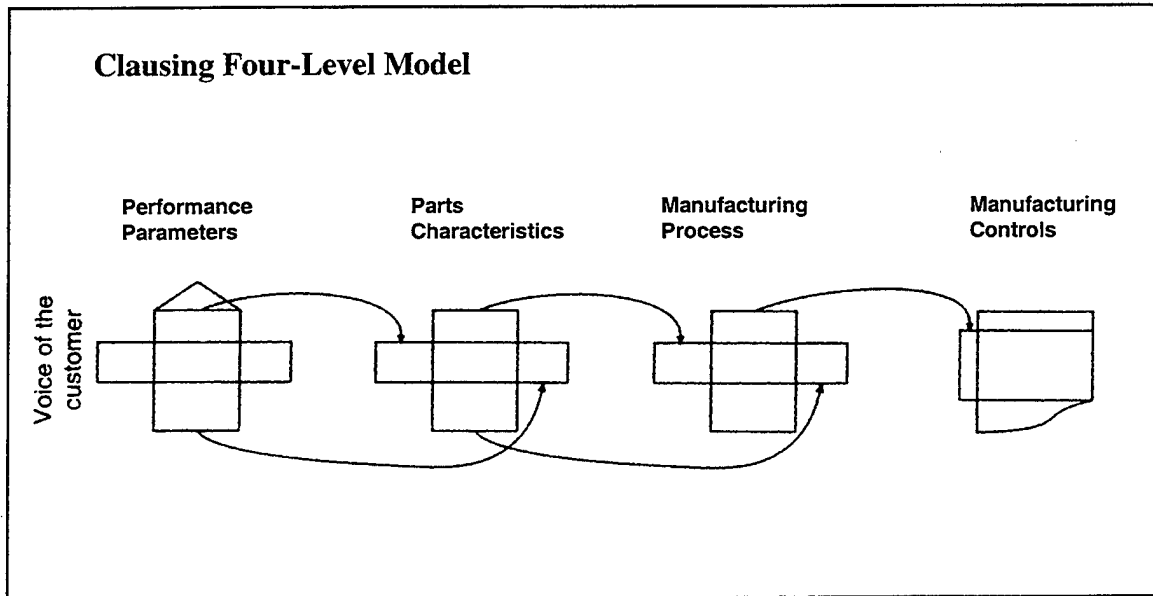 Clausing Four-Level Model
Performance
Parameters
Parts
Characteristics
Manufacturing
Process
Manufacturing
Controls
Voice of the
customer